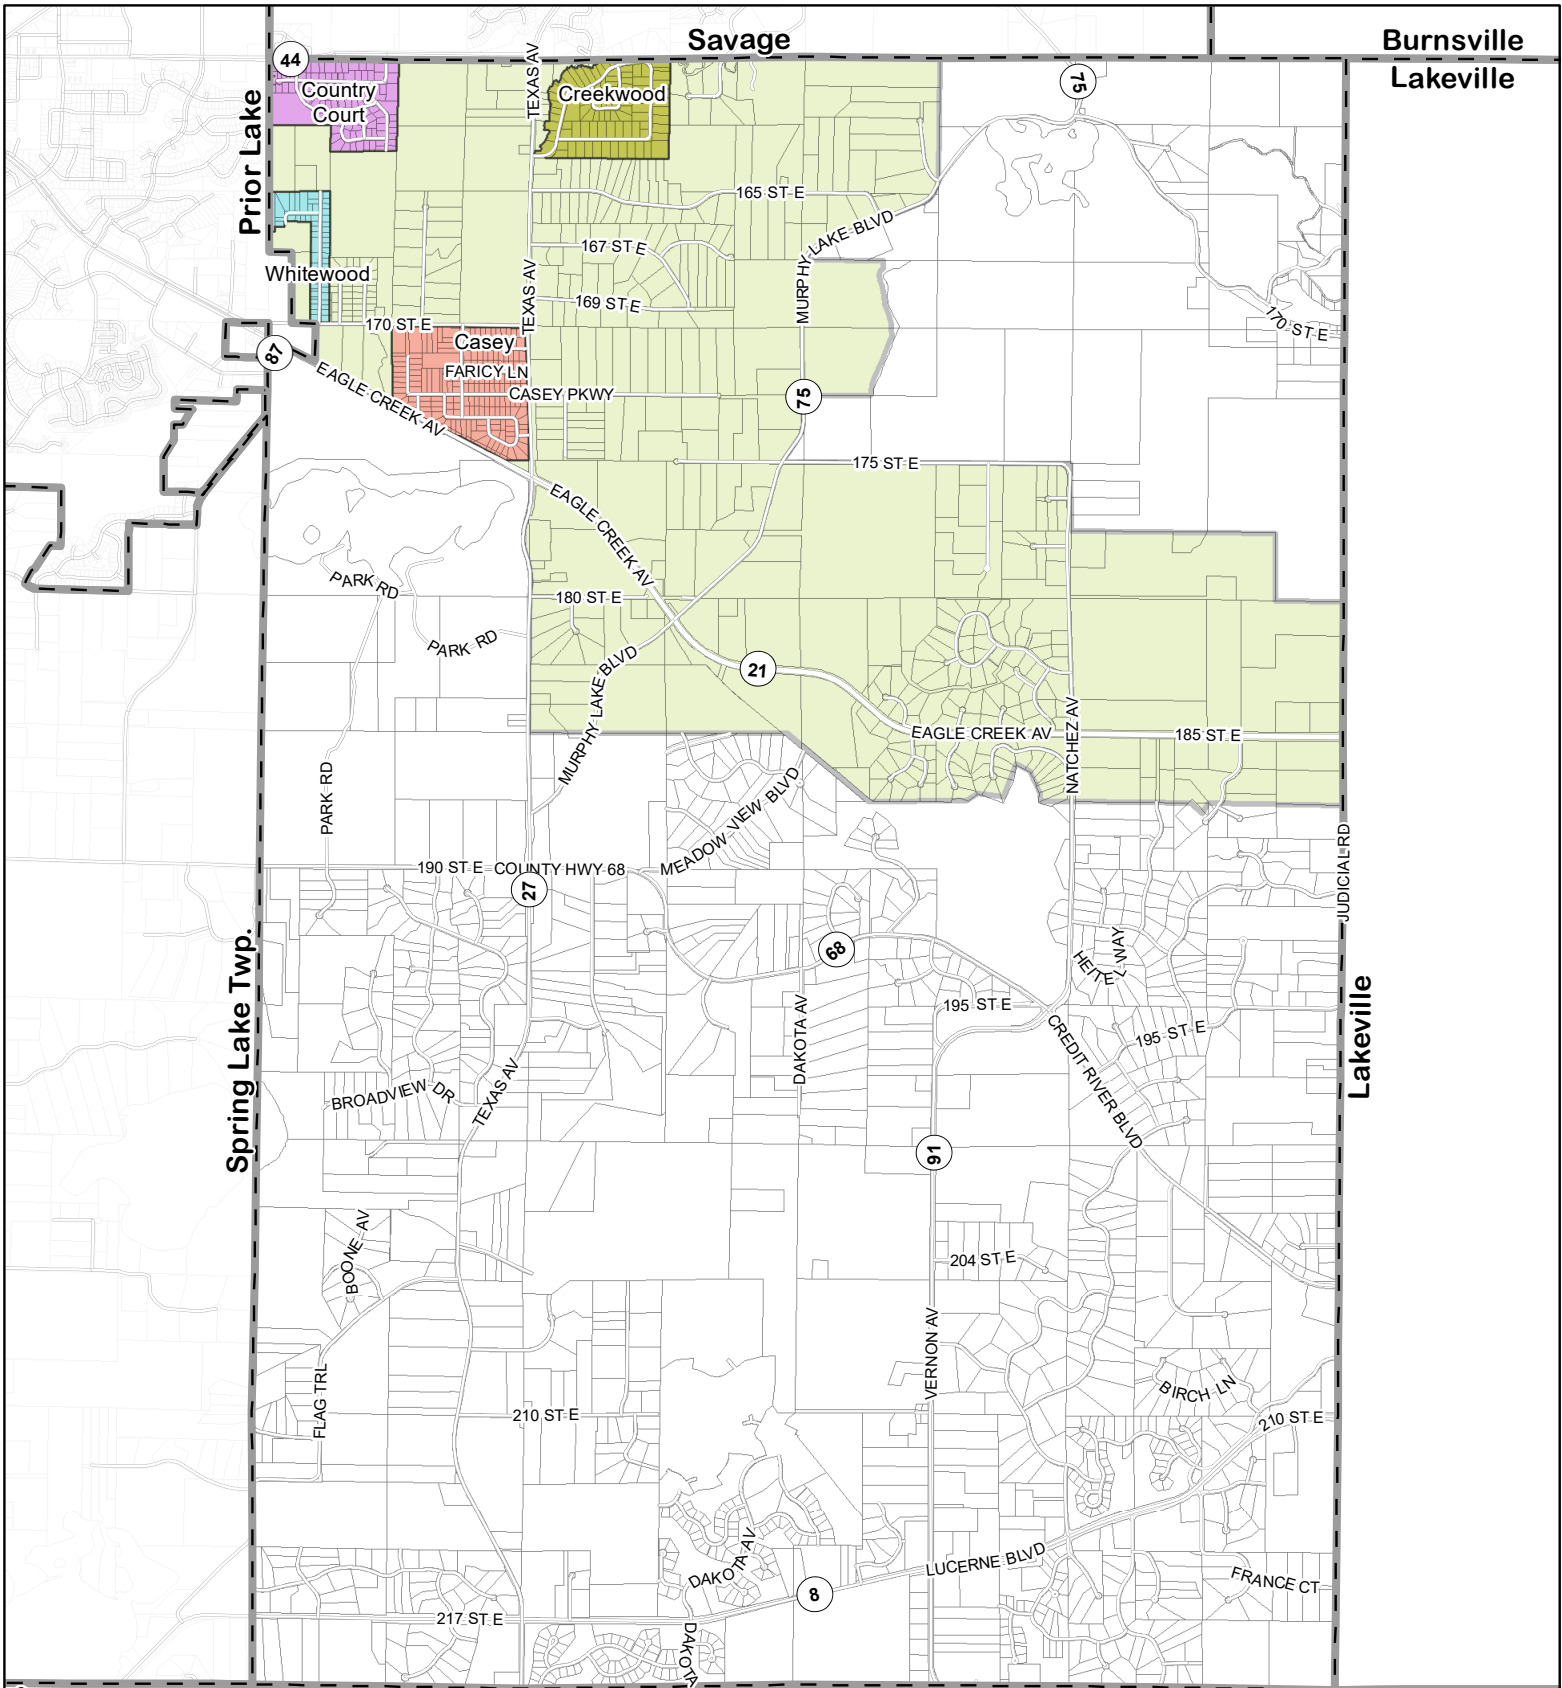 Savage
Burnsville
Lakeville
44
Country
Court
TEXAS AV
Creekwood
75
Prior Lake
165 ST E
MURPHY LAKE BLVD
167 ST E
Whitewood
TEXAS AV
169 ST E
170 ST E
170 ST E
87
Casey
FARICY LN
EAGLE CREEK AV
CASEY PKWY
75
175 ST E
EAGLE CREEK AV
PARK RD
180 ST E
PARK RD
21
MURPHY LAKE BLVD
EAGLE CREEK AV
NATCHEZ AV
185 ST E
PARK RD
MEADOW VIEW BLVD
JUDICIAL RD
190 ST E
COUNTY HWY 68
27
68
HEITEL WAY
Spring Lake Twp.
Lakeville
DAKOTA AV
195 ST E
CREDIT RIVER BLVD
195 ST E
BROADVIEW DR
TEXAS AV
91
BOONE AV
204 ST E
VERNON AV
FLAG TRL
BIRCH LN
210 ST E
210 ST E
DAKOTA AV
LUCERNE BLVD
FRANCE CT
8
217 ST E
DAKOTA